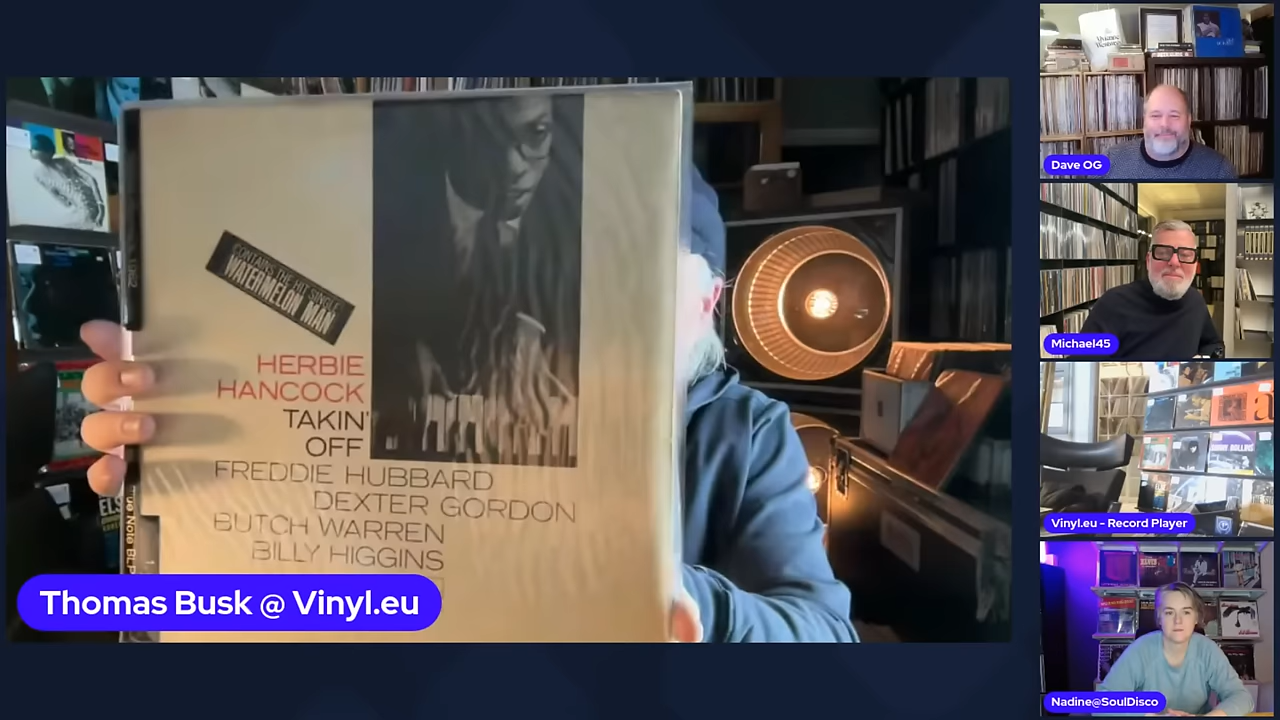 CONTAINS THE HIT SINGLE
WATERMELON MAN
HERBIE
HANCOCK
TAKIN'
OFF
FREDDIE HUBBARD
DEXTER GORDON
BUTCH WARREN
BILLY HIGGINS
Thomas Busk @ Vinyl.eu
Dave OG
Michael45
Vinyl.eu - Record Player
Nadine@SoulDisco